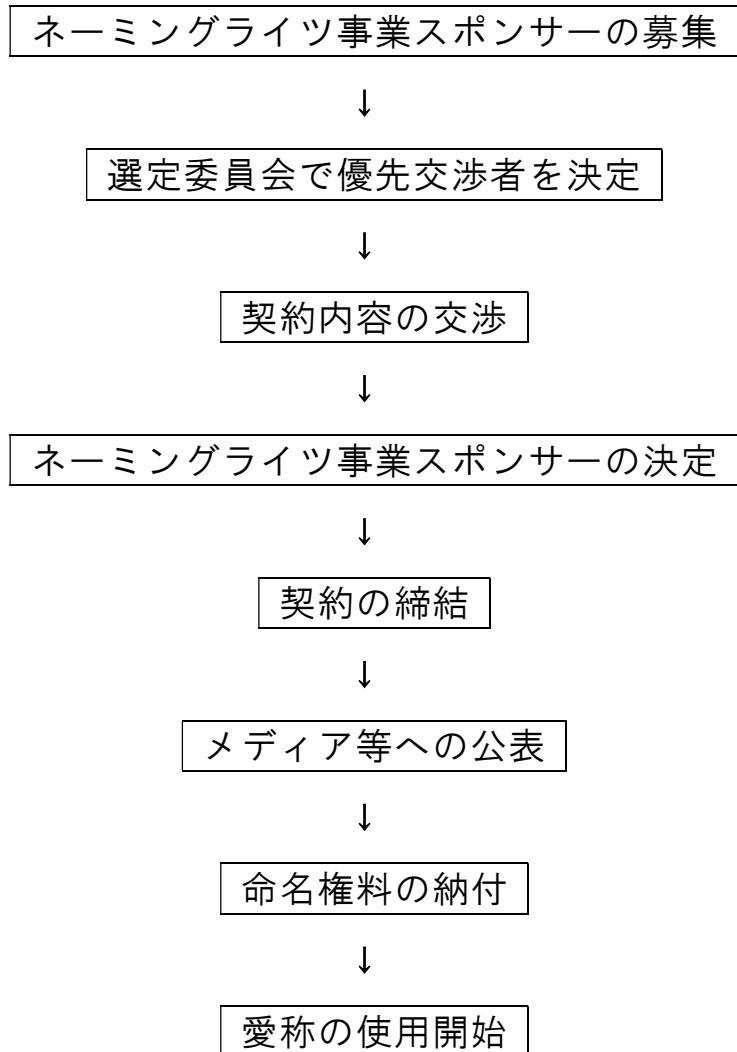 ネーミングライツ事業スポンサーの募集
↓
選定委員会で優先交渉者を決定
↓
契約内容の交渉
↓
ネーミングライツ事業スポンサーの決定
↓
契約の締結
↓
メディア等への公表
↓
命名権料の納付
↓
愛称の使用開始